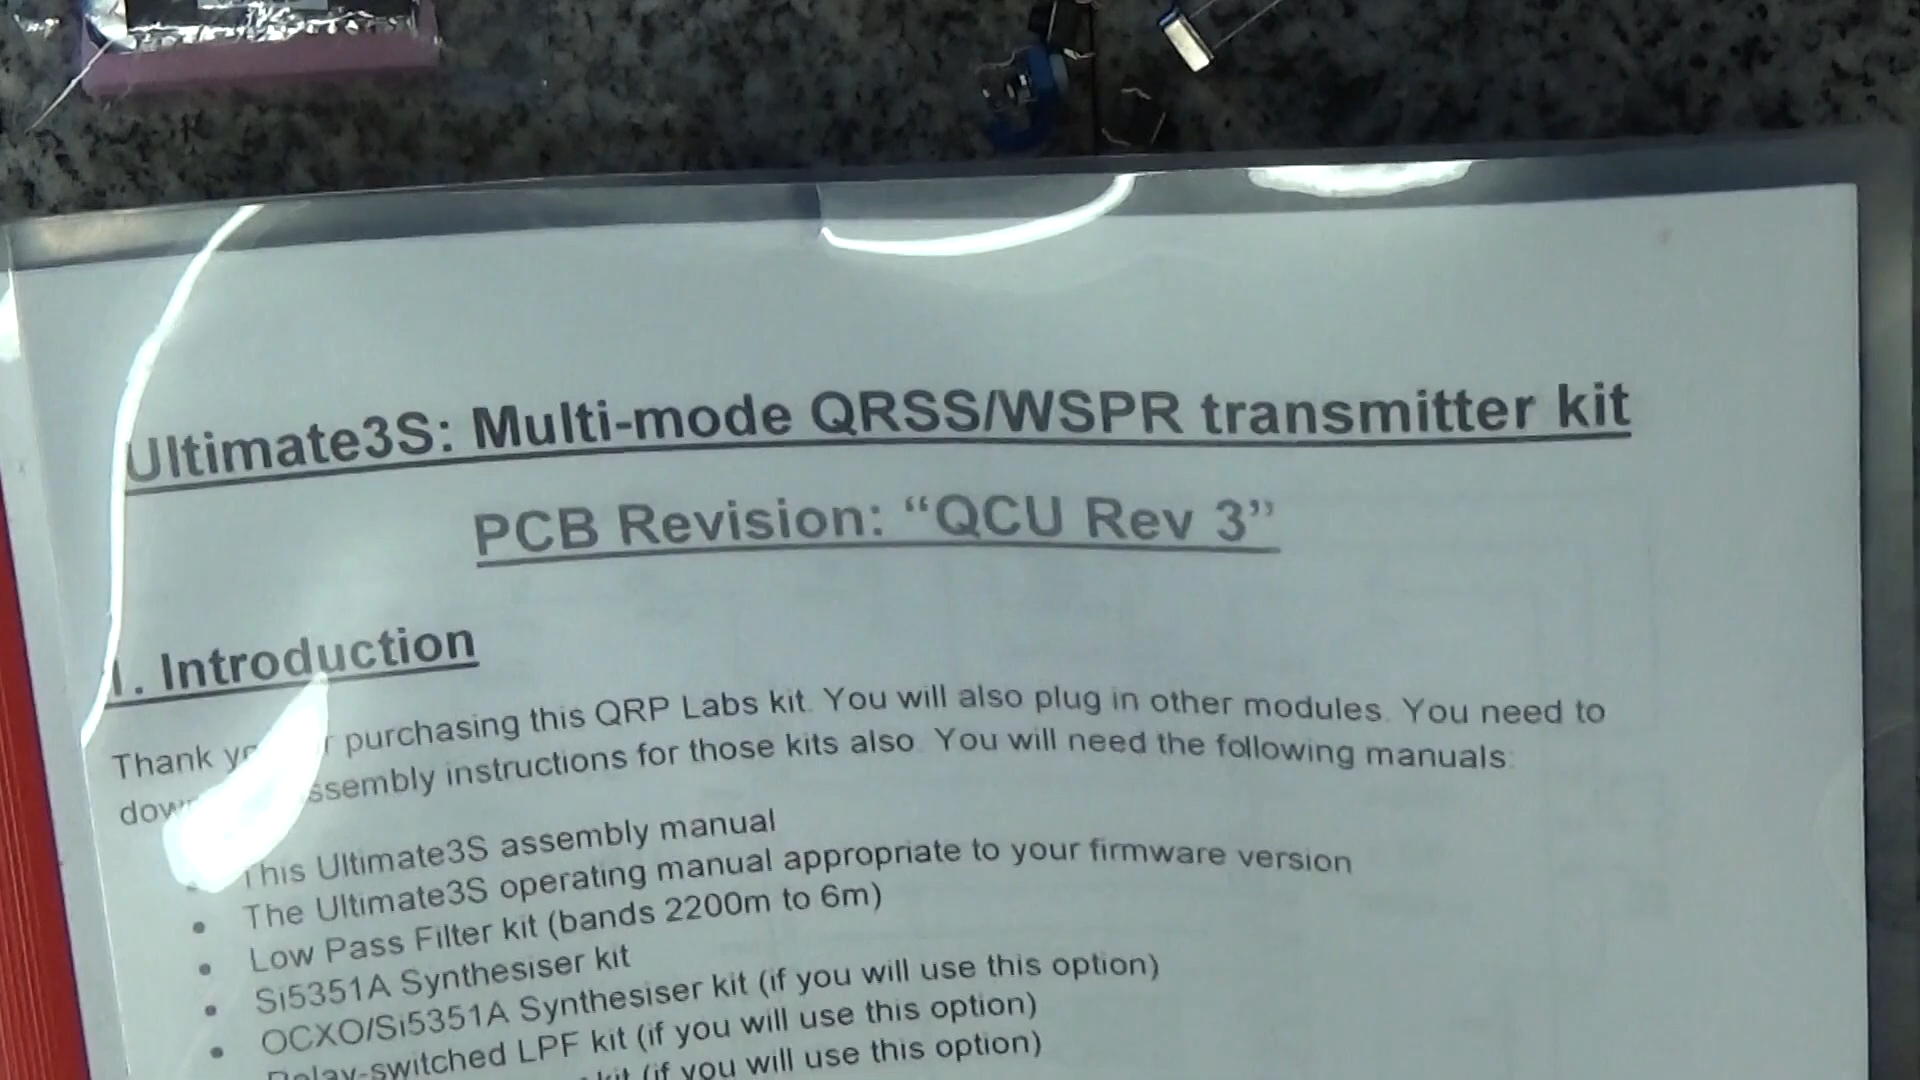 Ultimate3S: Multi-mode QRSS/WSPR transmitter kit
PCB Revision: “QCU Rev 3”
1. Introduction
Thank purchasing this QRP Labs kit. You will also plug in other modules. You need to
assembly instructions for those kits also. You will need the following manuals:
This Ultimate3S assembly manual
• The Ultimate3S operating manual appropriate to your firmware version
• Low Pass Filter kit (bands 2200m to 6m)
• Si5351A Synthesiser kit
• OCXO/Si5351A Synthesiser kit (if you will use this option)
Relay-switched LPF kit (if you will use this option)
kit (if you will use this option)